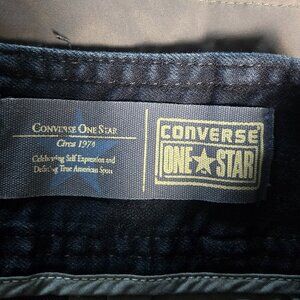 CONVERSE ONE STAR
Circa 1974
Celebrating Self Expression and
Defining True American Sport
CONVERSE
ONE ★ STAR